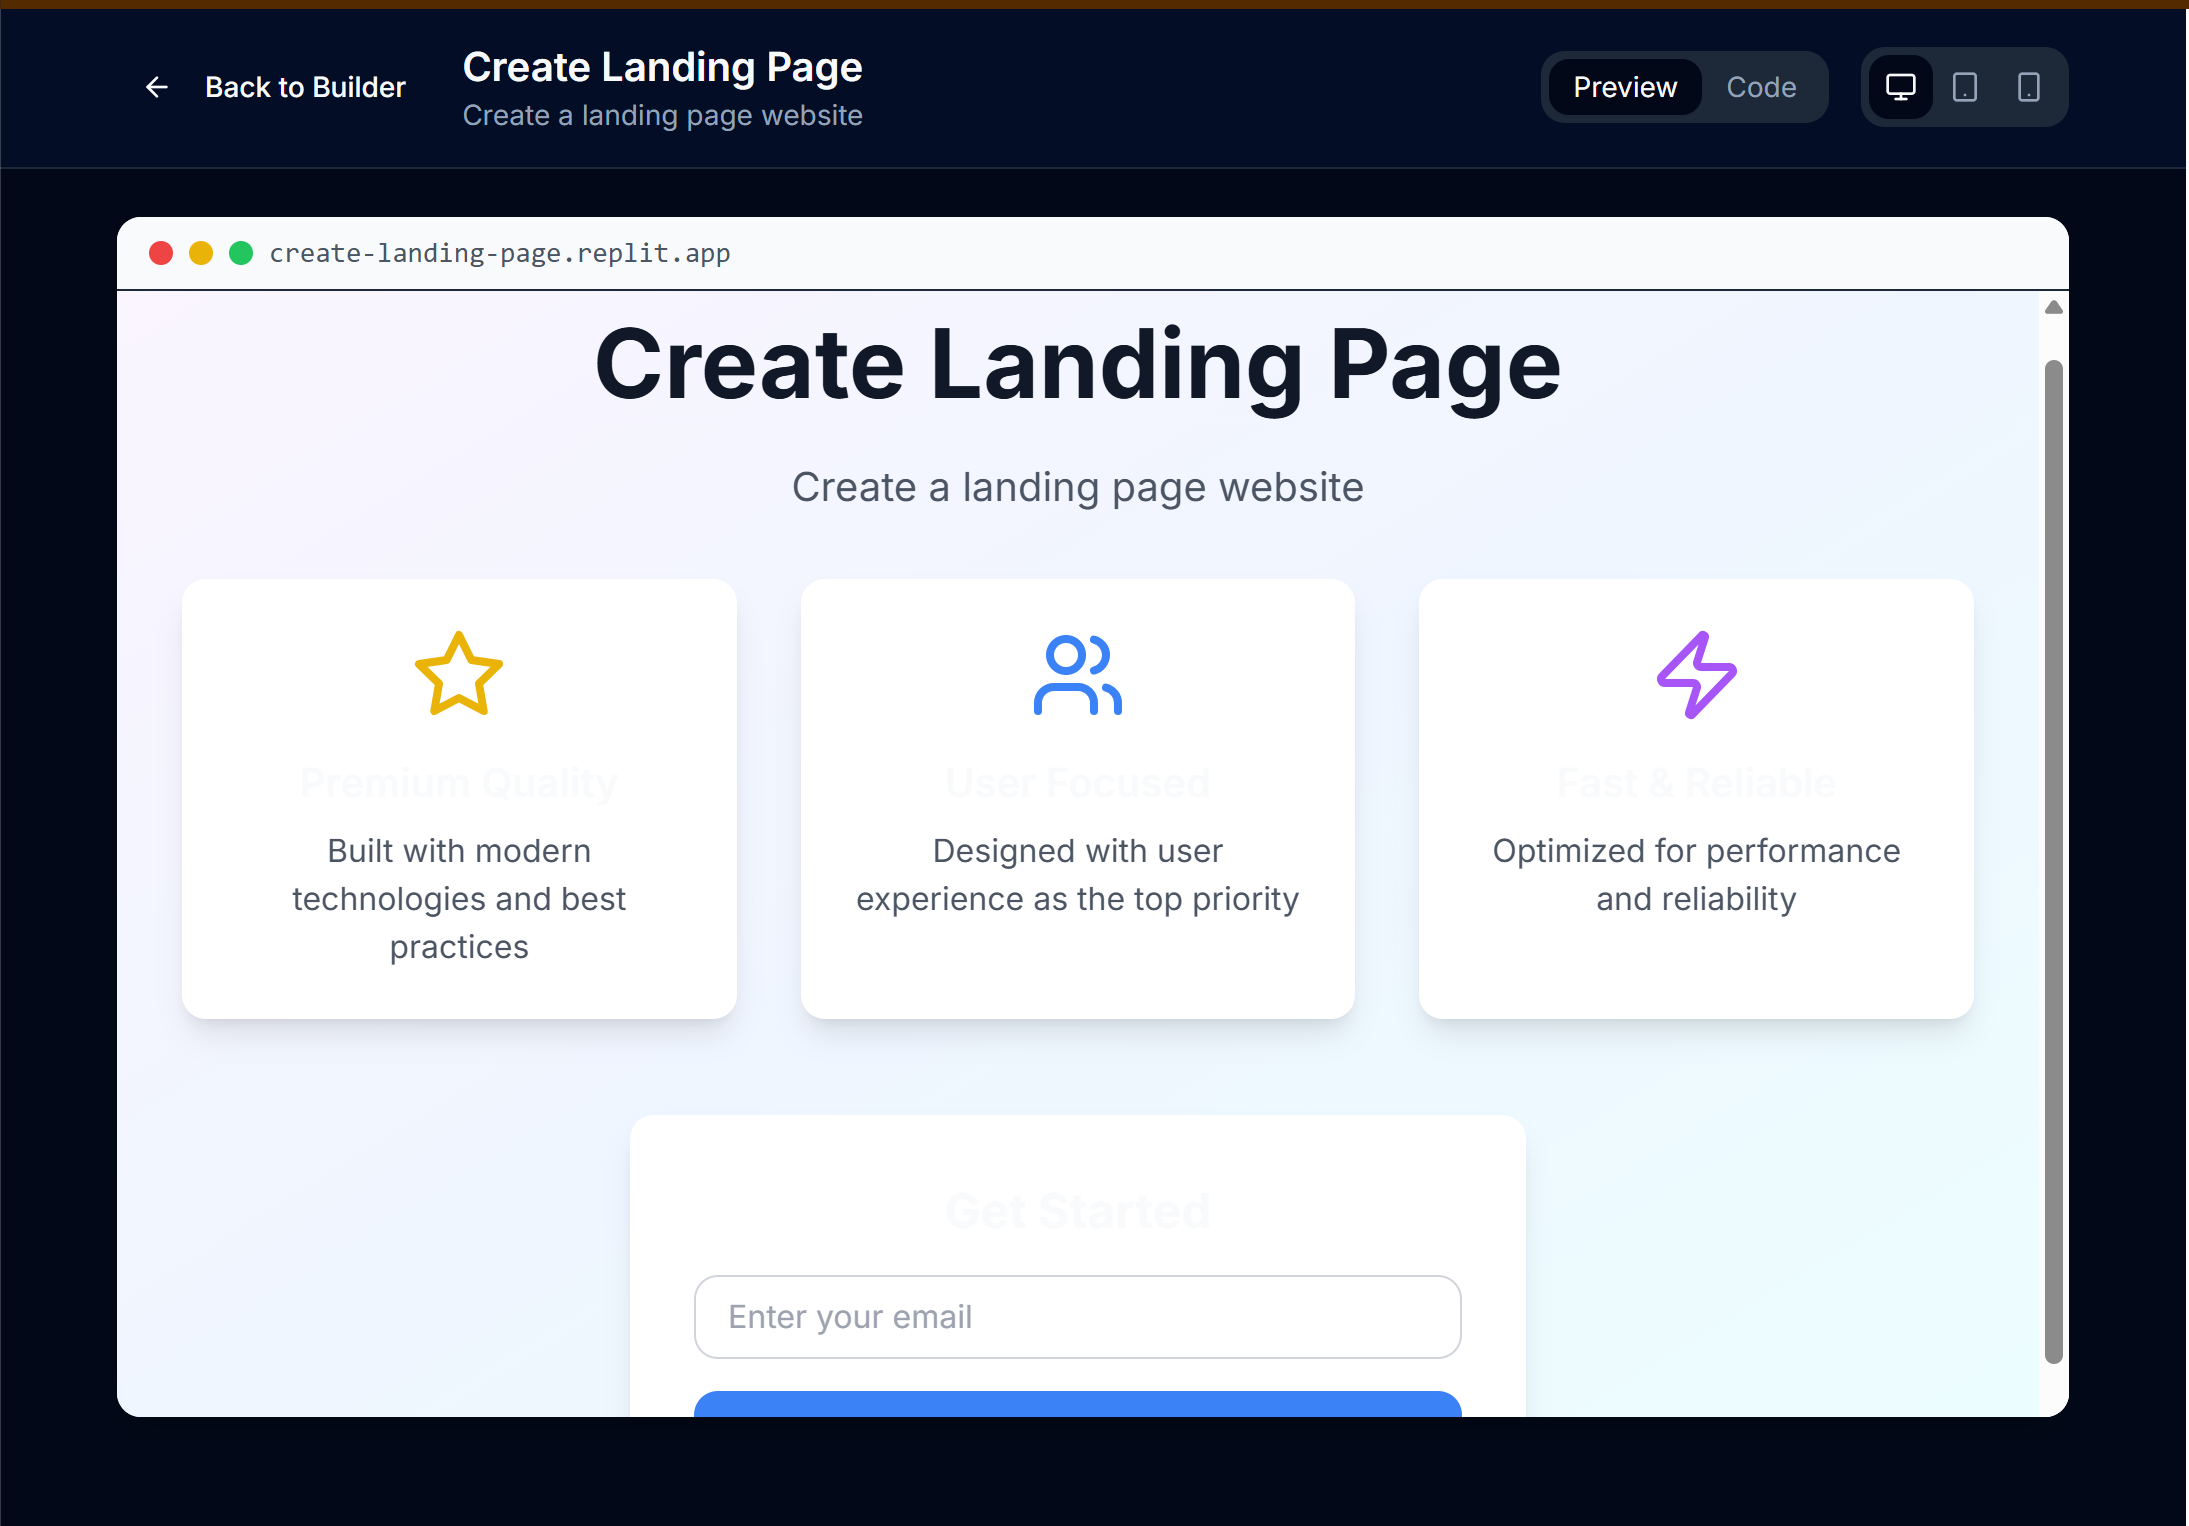 Back to Builder
Create Landing Page
Create a landing page website
Preview
Code
create-landing-page.replit.app
Create Landing Page
Create a landing page website
Premium Quality
Built with modern
technologies and best
practices
User Focused
Designed with user
experience as the top priority
Fast & Reliable
Optimized for performance
and reliability
Get Started
Enter your email